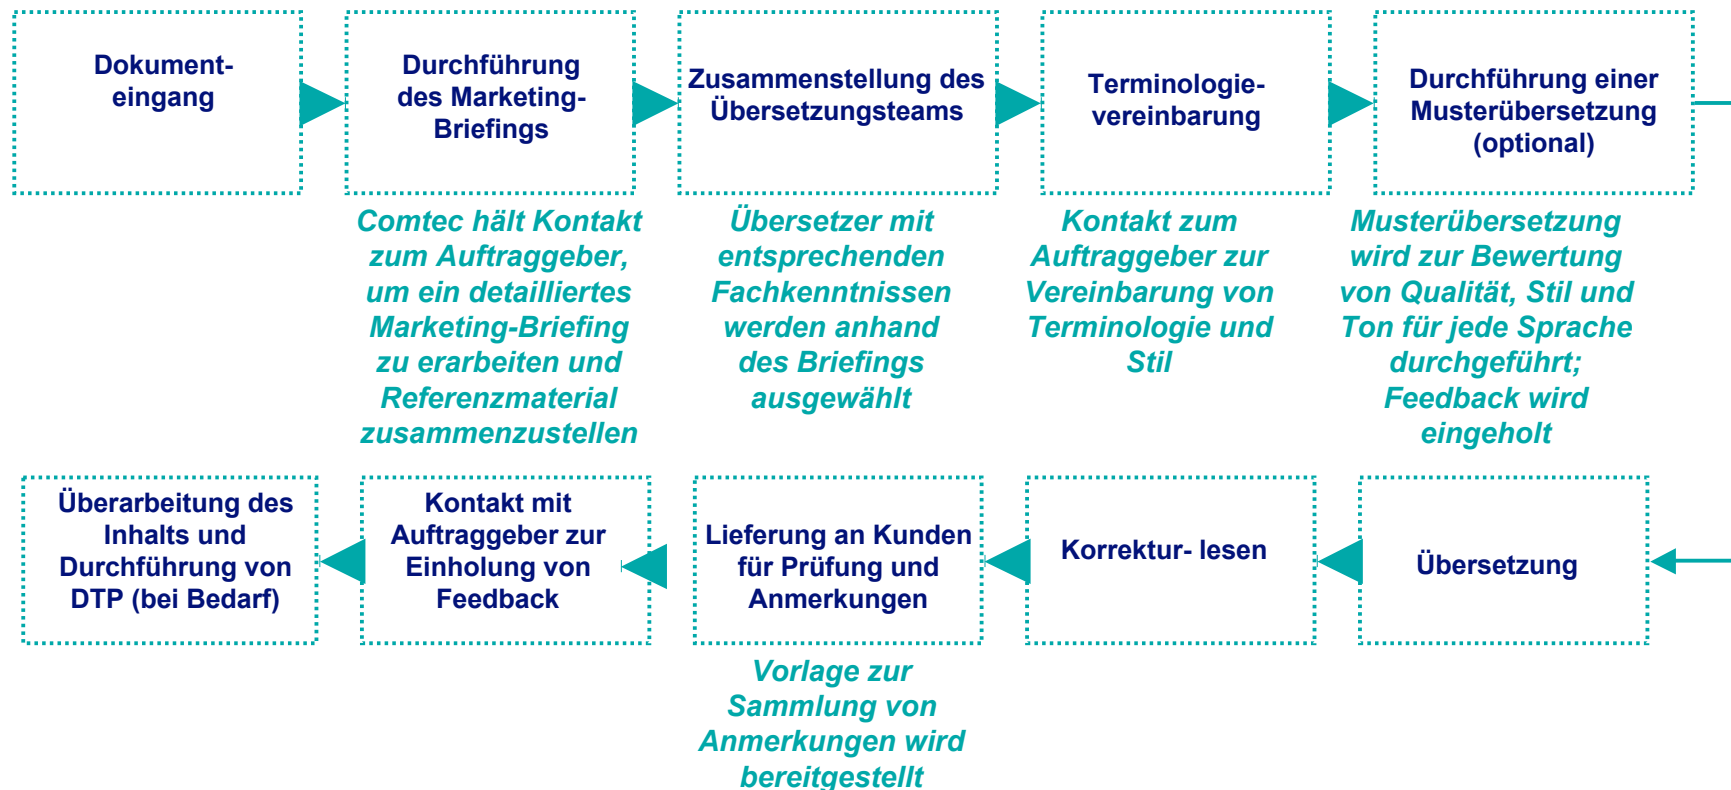 Dokument-
eingang
Durchführung
des Marketing-
Briefings
Zusammenstellung des
Übersetzungsteams
Terminologie-
vereinbarung
Durchführung einer
Musterübersetzung
(optional)
Comtec hält Kontakt
zum Auftraggeber,
um ein detailliertes
Marketing-Briefing
zu erarbeiten und
Referenzmaterial
zusammenzustellen
Übersetzer mit
entsprechenden
Fachkenntnissen
werden anhand
des Briefings
ausgewählt
Kontakt zum
Auftraggeber zur
Vereinbarung von
Terminologie und
Stil
Musterübersetzung
wird zur Bewertung
von Qualität, Stil und
Ton für jede Sprache
durchgeführt;
Feedback wird
eingeholt
Übersetzung
Korrektur- lesen
Lieferung an Kunden
für Prüfung und
Anmerkungen
Vorlage zur
Sammlung von
Anmerkungen wird
bereitgestellt
Kontakt mit
Auftraggeber zur
Einholung von
Feedback
Überarbeitung des
Inhalts und
Durchführung von
DTP (bei Bedarf)